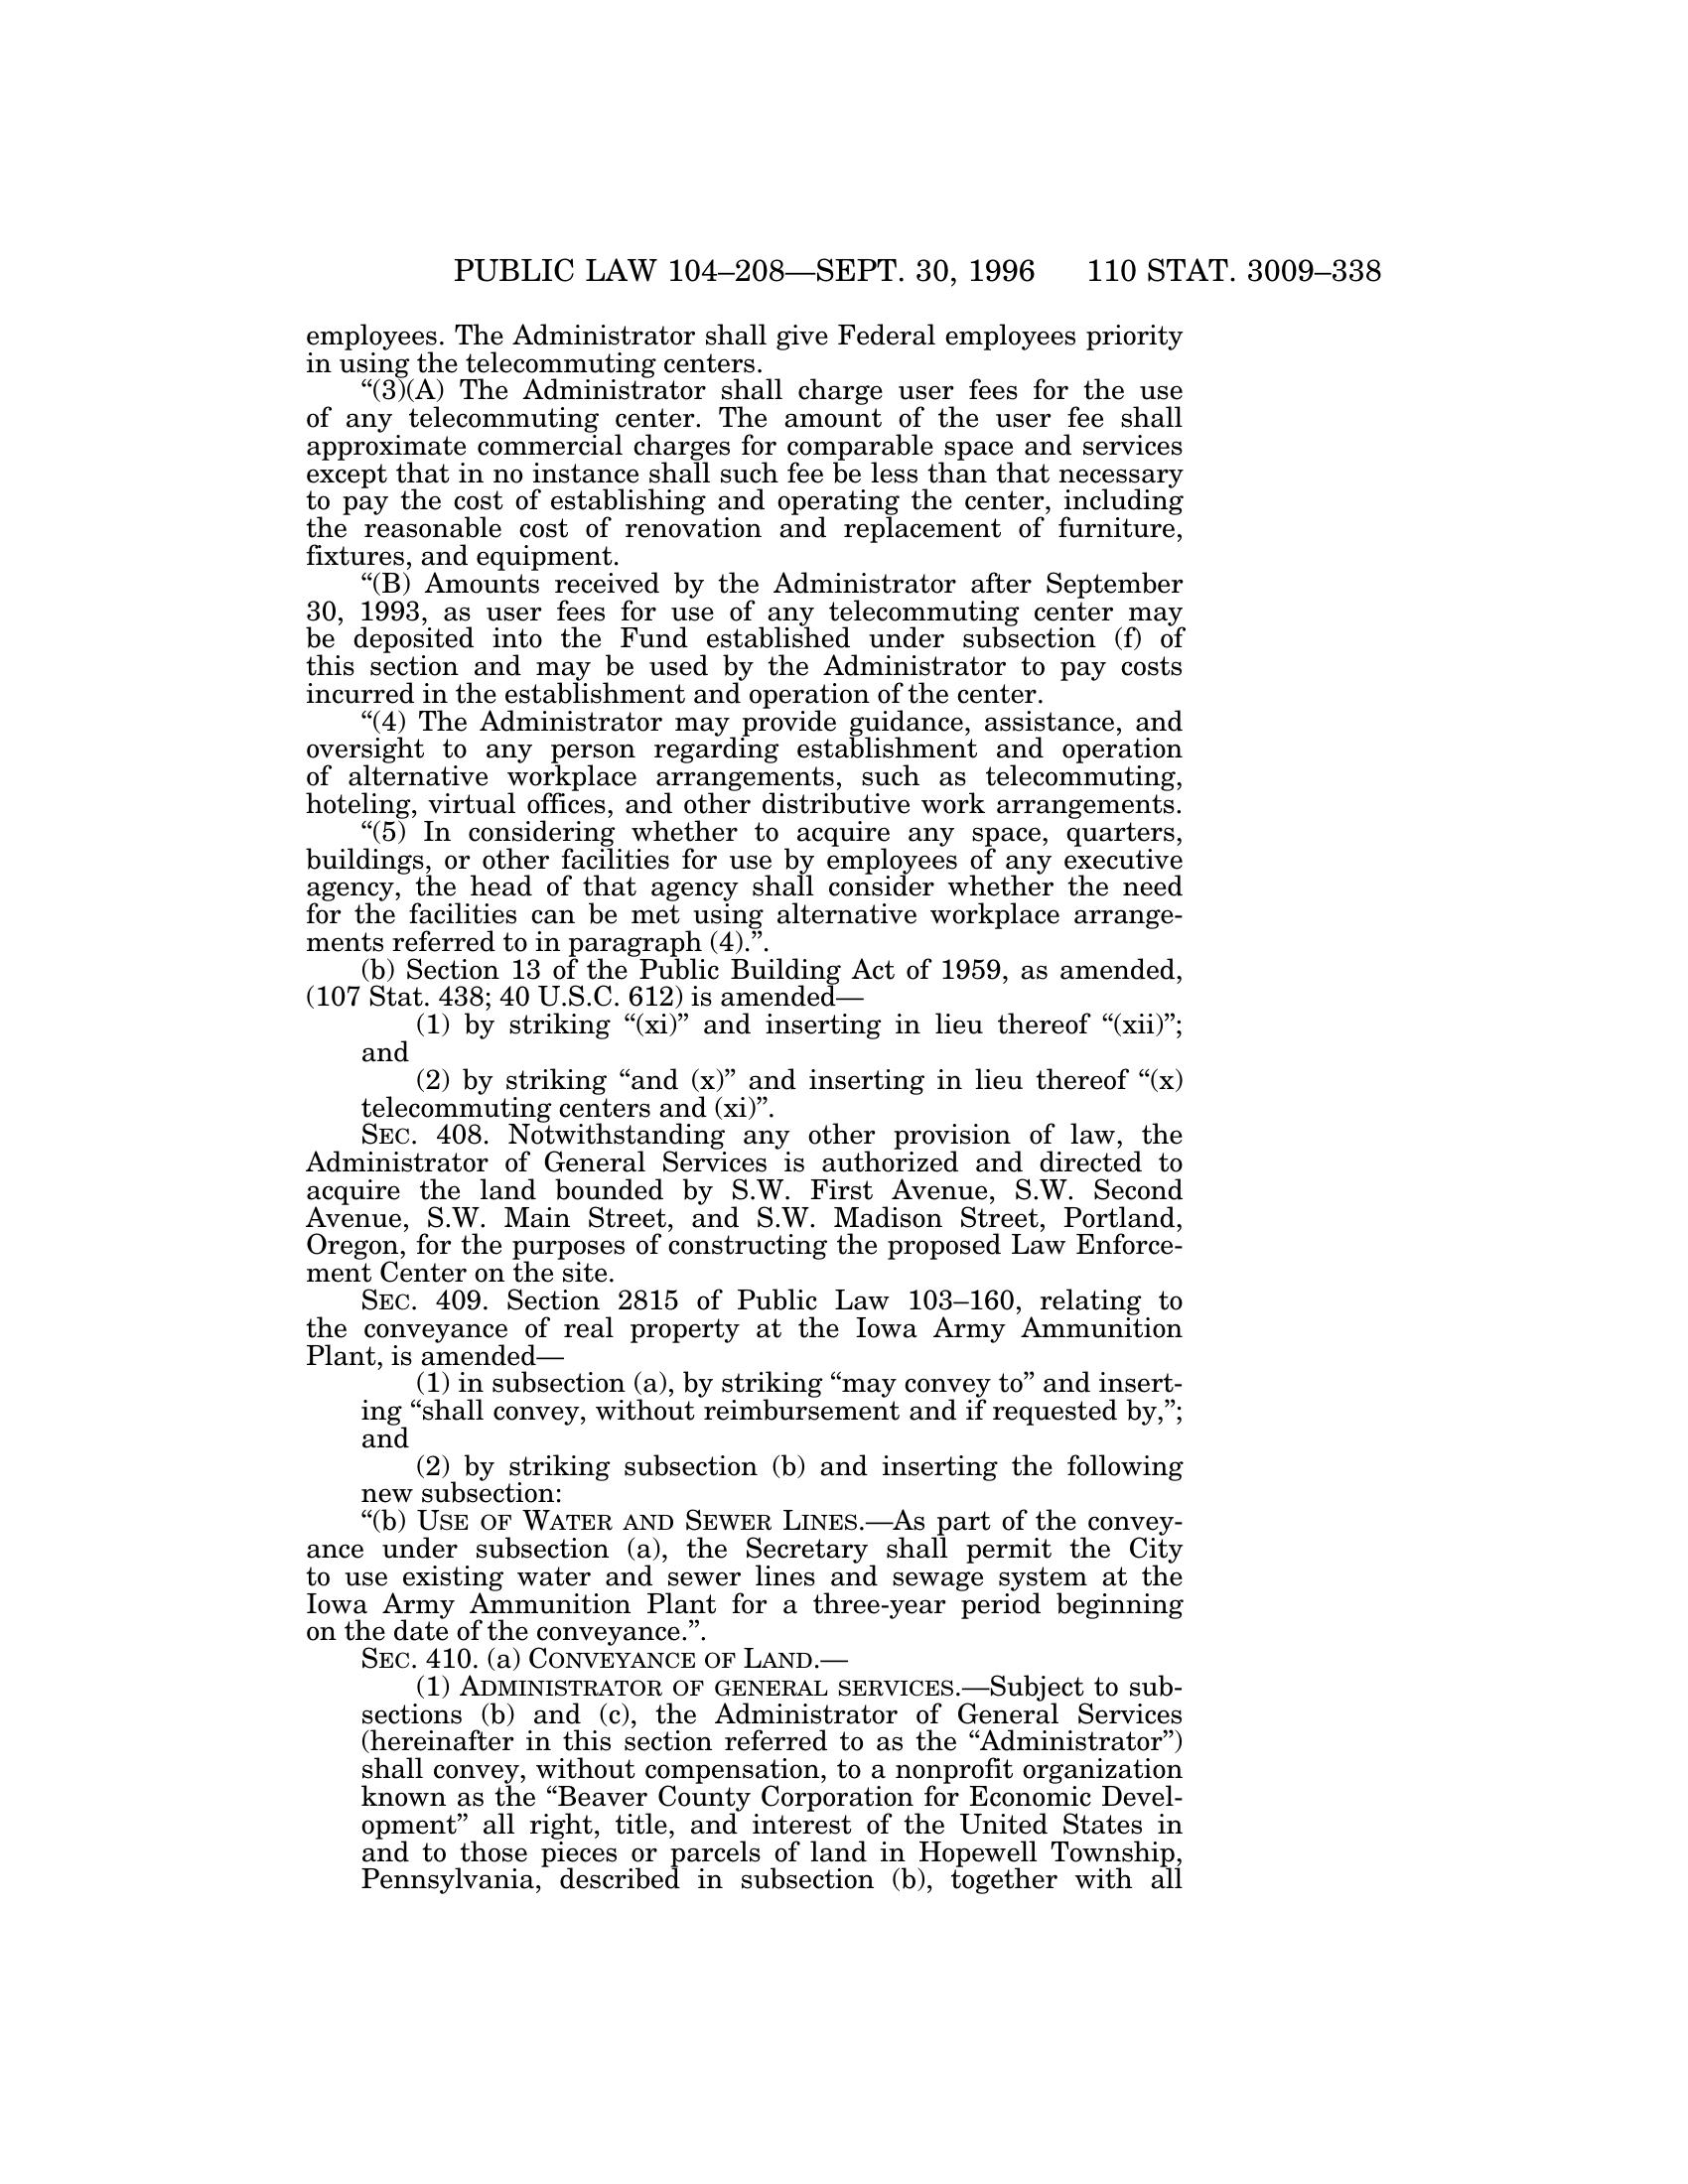 PUBLIC LAW 104–208—SEPT. 30, 1996 110 STAT. 3009–338
employees. The Administrator shall give Federal employees priority
in using the telecommuting centers.
“(3)(A) The Administrator shall charge user fees for the use
of any telecommuting center. The amount of the user fee shall
approximate commercial charges for comparable space and services
except that in no instance shall such fee be less than that necessary
to pay the cost of establishing and operating the center, including
the reasonable cost of renovation and replacement of furniture,
fixtures, and equipment.
“(B) Amounts received by the Administrator after September
30, 1993, as user fees for use of any telecommuting center may
be deposited into the Fund established under subsection (f) of
this section and may be used by the Administrator to pay costs
incurred in the establishment and operation of the center.
“(4) The Administrator may provide guidance, assistance, and
oversight to any person regarding establishment and operation
of alternative workplace arrangements, such as telecommuting,
hoteling, virtual offices, and other distributive work arrangements.
“(5) In considering whether to acquire any space, quarters,
buildings, or other facilities for use by employees of any executive
agency, the head of that agency shall consider whether the need
for the facilities can be met using alternative workplace arrange-
ments referred to in paragraph (4).”.
(b) Section 13 of the Public Building Act of 1959, as amended,
(107 Stat. 438; 40 U.S.C. 612) is amended—
(1) by striking “(xi)” and inserting in lieu thereof “(xii)”;
and
(2) by striking “and (x)” and inserting in lieu thereof “(x)
telecommuting centers and (xi)”.
SEC. 408. Notwithstanding any other provision of law, the
Administrator of General Services is authorized and directed to
acquire the land bounded by S.W. First Avenue, S.W. Second
Avenue, S.W. Main Street, and S.W. Madison Street, Portland,
Oregon, for the purposes of constructing the proposed Law Enforce-
ment Center on the site.
SEC. 409. Section 2815 of Public Law 103–160, relating to
the conveyance of real property at the Iowa Army Ammunition
Plant, is amended—
(1) in subsection (a), by striking “may convey to” and insert-
ing “shall convey, without reimbursement and if requested by,”;
and
(2) by striking subsection (b) and inserting the following
new subsection:
“(b) USE OF WATER AND SEWER LINES.—As part of the convey-
ance under subsection (a), the Secretary shall permit the City
to use existing water and sewer lines and sewage system at the
Iowa Army Ammunition Plant for a three-year period beginning
on the date of the conveyance.”.
SEC. 410. (a) CONVEYANCE OF LAND.—
(1) ADMINISTRATOR OF GENERAL SERVICES.—Subject to sub-
sections (b) and (c), the Administrator of General Services
(hereinafter in this section referred to as the “Administrator”)
shall convey, without compensation, to a nonprofit organization
known as the “Beaver County Corporation for Economic Devel-
opment” all right, title, and interest of the United States in
and to those pieces or parcels of land in Hopewell Township,
Pennsylvania, described in subsection (b), together with all